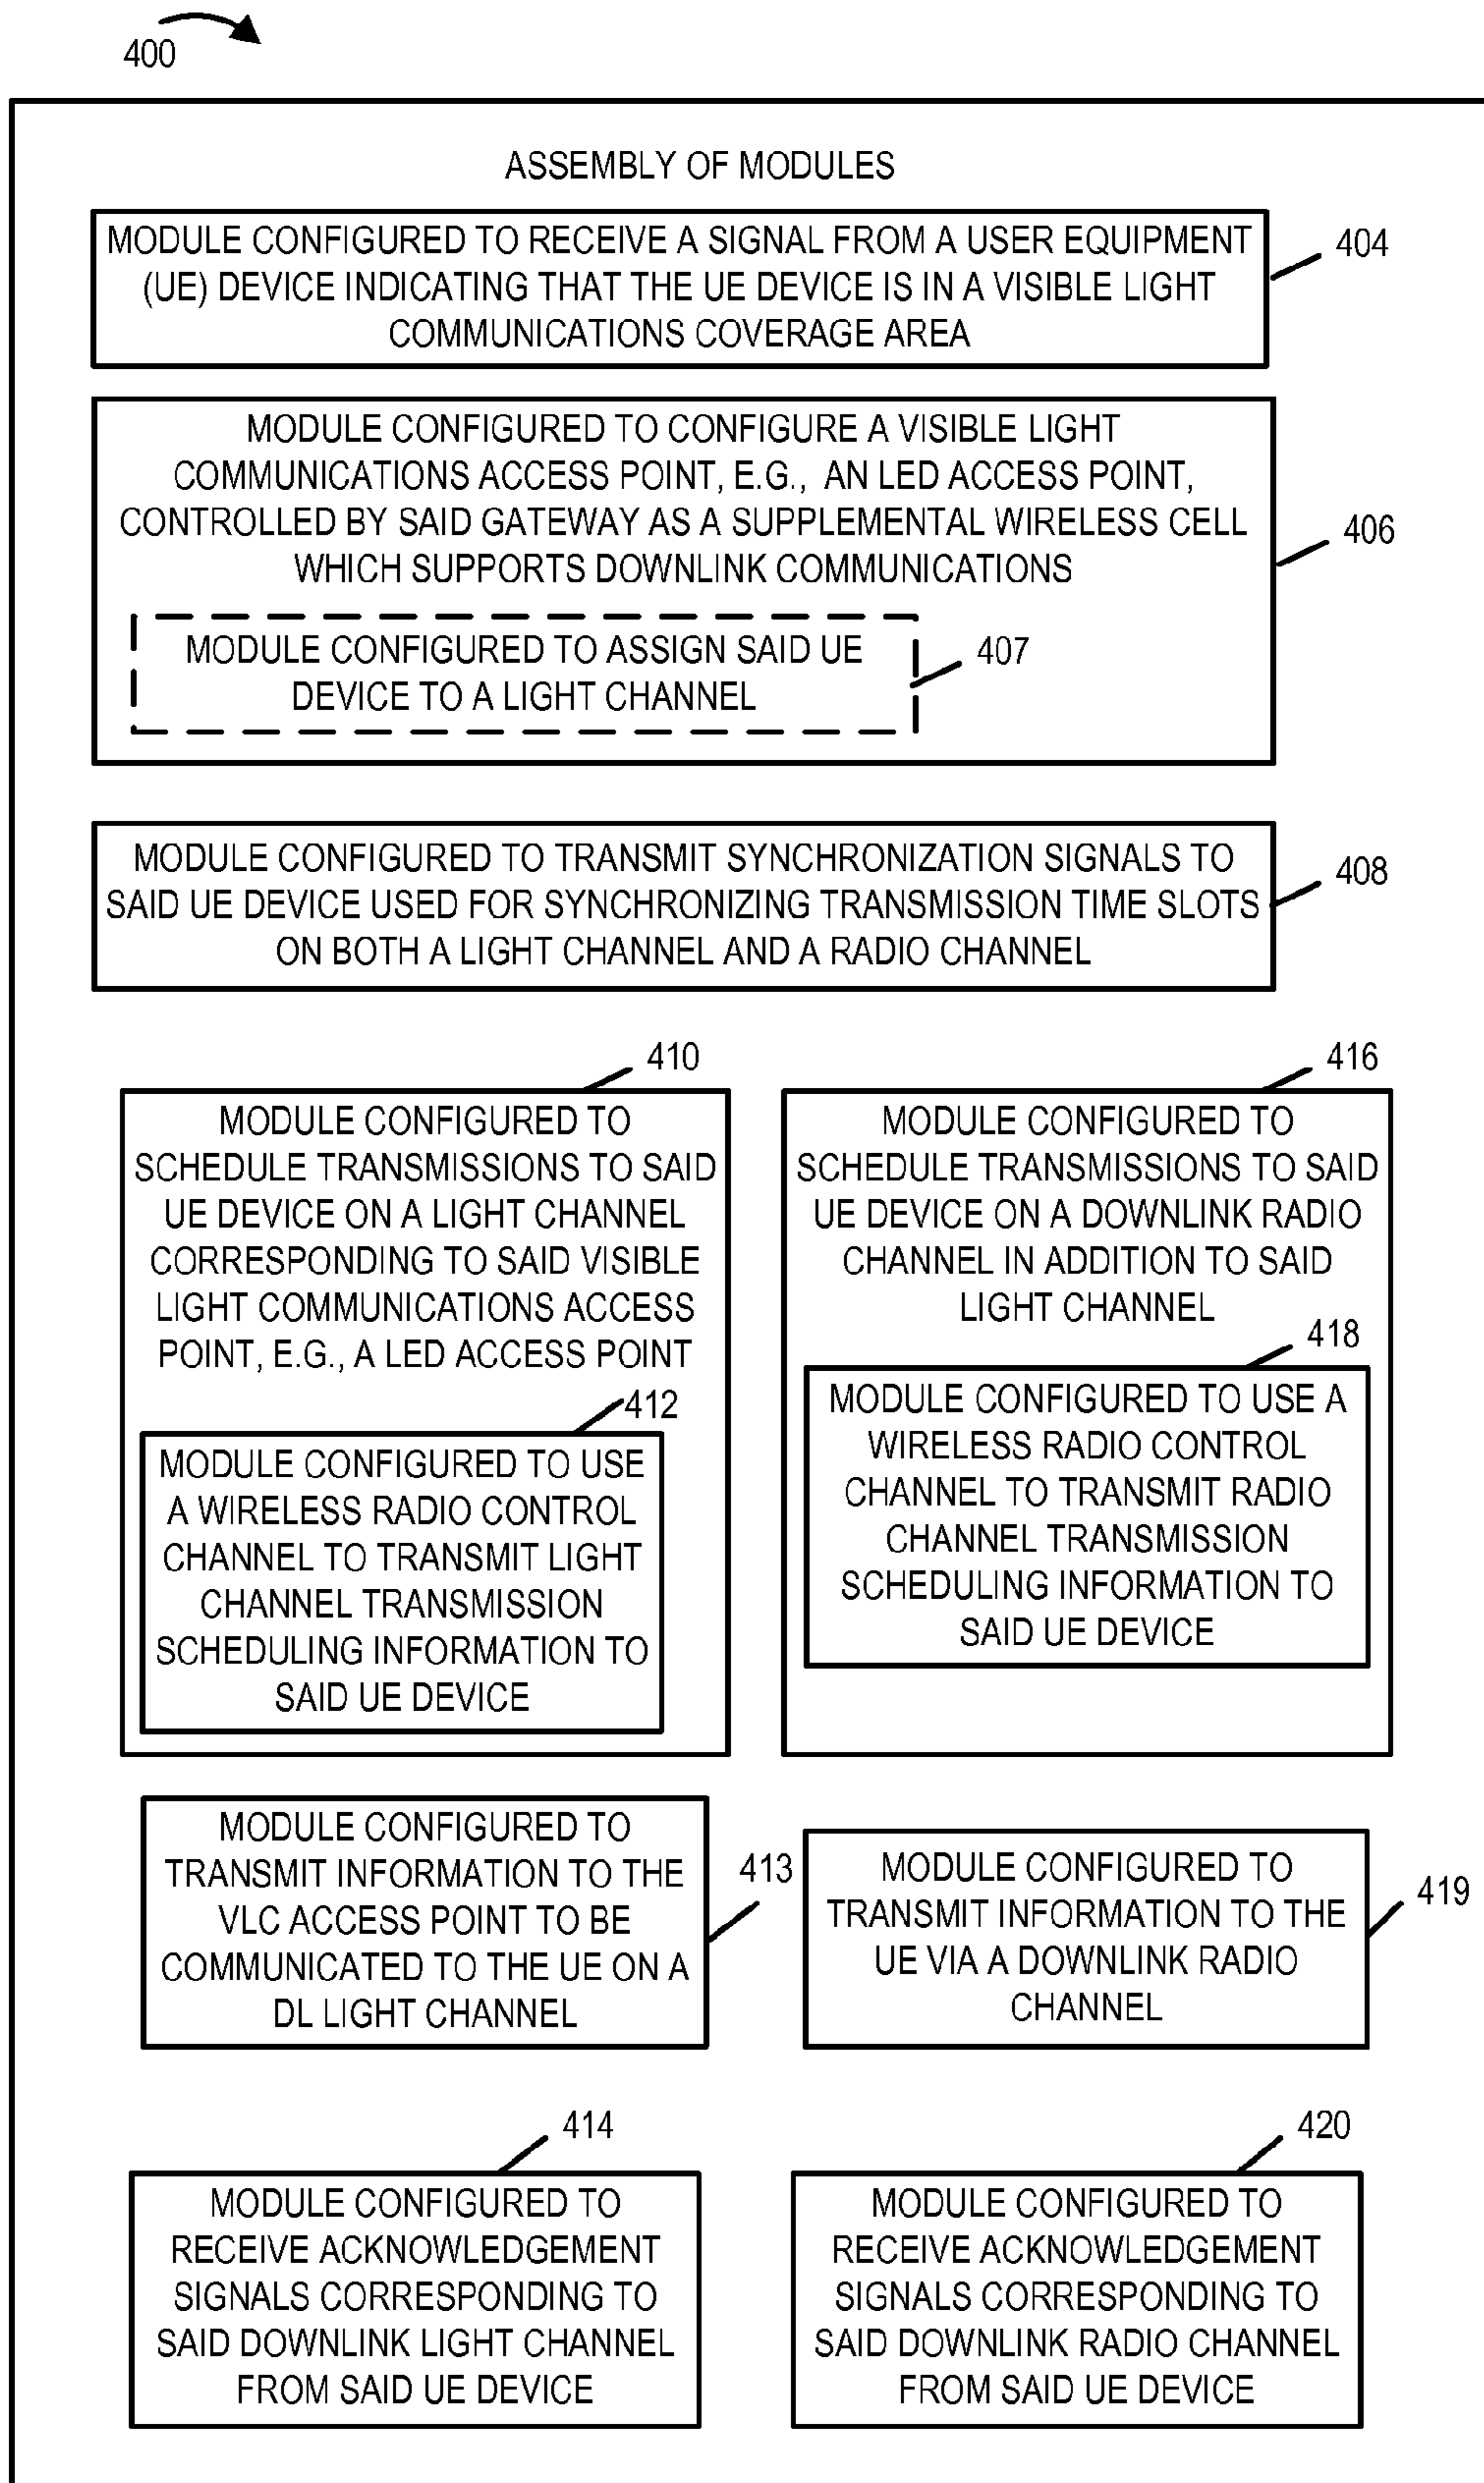 400
ASSEMBLY OF MODULES
MODULE CONFIGURED TO RECEIVE A SIGNAL FROM A USER EQUIPMENT
(UE) DEVICE INDICATING THAT THE UE DEVICE IS IN A VISIBLE LIGHT
COMMUNICATIONS COVERAGE AREA
404
MODULE CONFIGURED TO CONFIGURE A VISIBLE LIGHT
COMMUNICATIONS ACCESS POINT, E.G., AN LED ACCESS POINT,
CONTROLLED BY SAID GATEWAY AS A SUPPLEMENTAL WIRELESS CELL
WHICH SUPPORTS DOWNLINK COMMUNICATIONS
406
MODULE CONFIGURED TO ASSIGN SAID UE
DEVICE TO A LIGHT CHANNEL
407
MODULE CONFIGURED TO TRANSMIT SYNCHRONIZATION SIGNALS TO
SAID UE DEVICE USED FOR SYNCHRONIZING TRANSMISSION TIME SLOTS
ON BOTH A LIGHT CHANNEL AND A RADIO CHANNEL
408
410
MODULE CONFIGURED TO
SCHEDULE TRANSMISSIONS TO SAID
UE DEVICE ON A LIGHT CHANNEL
CORRESPONDING TO SAID VISIBLE
LIGHT COMMUNICATIONS ACCESS
POINT, E.G., A LED ACCESS POINT
412
MODULE CONFIGURED TO USE
A WIRELESS RADIO CONTROL
CHANNEL TO TRANSMIT LIGHT
CHANNEL TRANSMISSION
SCHEDULING INFORMATION TO
SAID UE DEVICE
416
MODULE CONFIGURED TO
SCHEDULE TRANSMISSIONS TO SAID
UE DEVICE ON A DOWNLINK RADIO
CHANNEL IN ADDITION TO SAID
LIGHT CHANNEL
418
MODULE CONFIGURED TO USE A
WIRELESS RADIO CONTROL
CHANNEL TO TRANSMIT RADIO
CHANNEL TRANSMISSION
SCHEDULING INFORMATION TO
SAID UE DEVICE
MODULE CONFIGURED TO
TRANSMIT INFORMATION TO THE
VLC ACCESS POINT TO BE
COMMUNICATED TO THE UE ON A
DL LIGHT CHANNEL
413
MODULE CONFIGURED TO
TRANSMIT INFORMATION TO THE
UE VIA A DOWNLINK RADIO
CHANNEL
419
414
MODULE CONFIGURED TO
RECEIVE ACKNOWLEDGEMENT
SIGNALS CORRESPONDING TO
SAID DOWNLINK LIGHT CHANNEL
FROM SAID UE DEVICE
420
MODULE CONFIGURED TO
RECEIVE ACKNOWLEDGEMENT
SIGNALS CORRESPONDING TO
SAID DOWNLINK RADIO CHANNEL
FROM SAID UE DEVICE